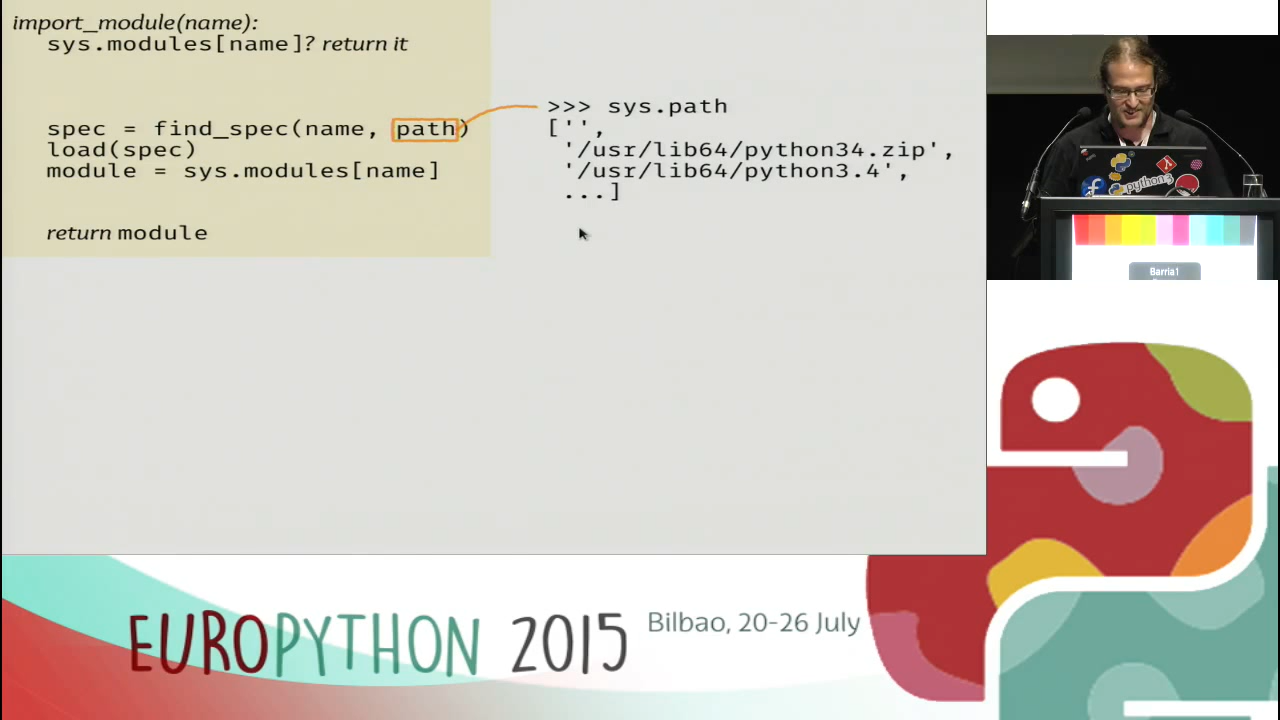 import_module(name):
sys.modules[name]? return it
spec = find_spec(name, path)
load(spec)
module = sys.modules[name]
return module
>>> sys.path
['',
'/usr/lib64/python34.zip',
'/usr/lib64/python3.4',
...]
python3
Barria1
EUROPYTHON 2015
Bilbao, 20-26 July